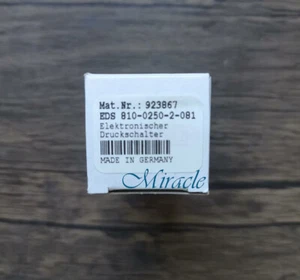 Mat.Nr.: 923867
EDS 810-0250-2-081
Elektronischer
Druckschalter
MADE IN GERMANY
Miracle